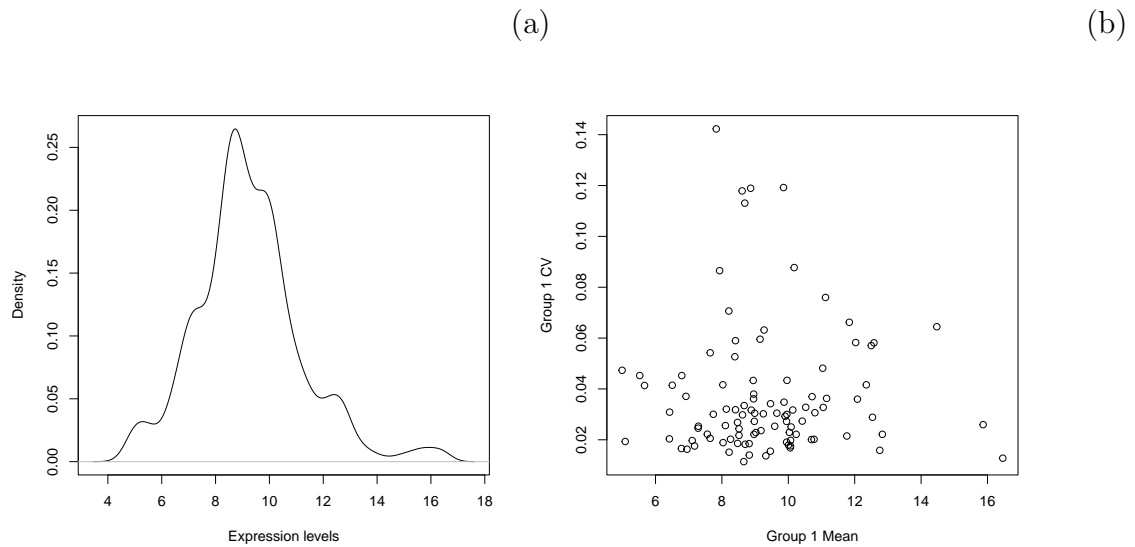 (a)
(b)
0.00
0.05
0.10
0.15
0.20
0.25
Density
4 6 8 10 12 14 16 18
Expression levels
0.02
0.04
0.06
0.08
0.10
0.12
0.14
Group 1 CV
6 8 10 12 14 16
Group 1 Mean